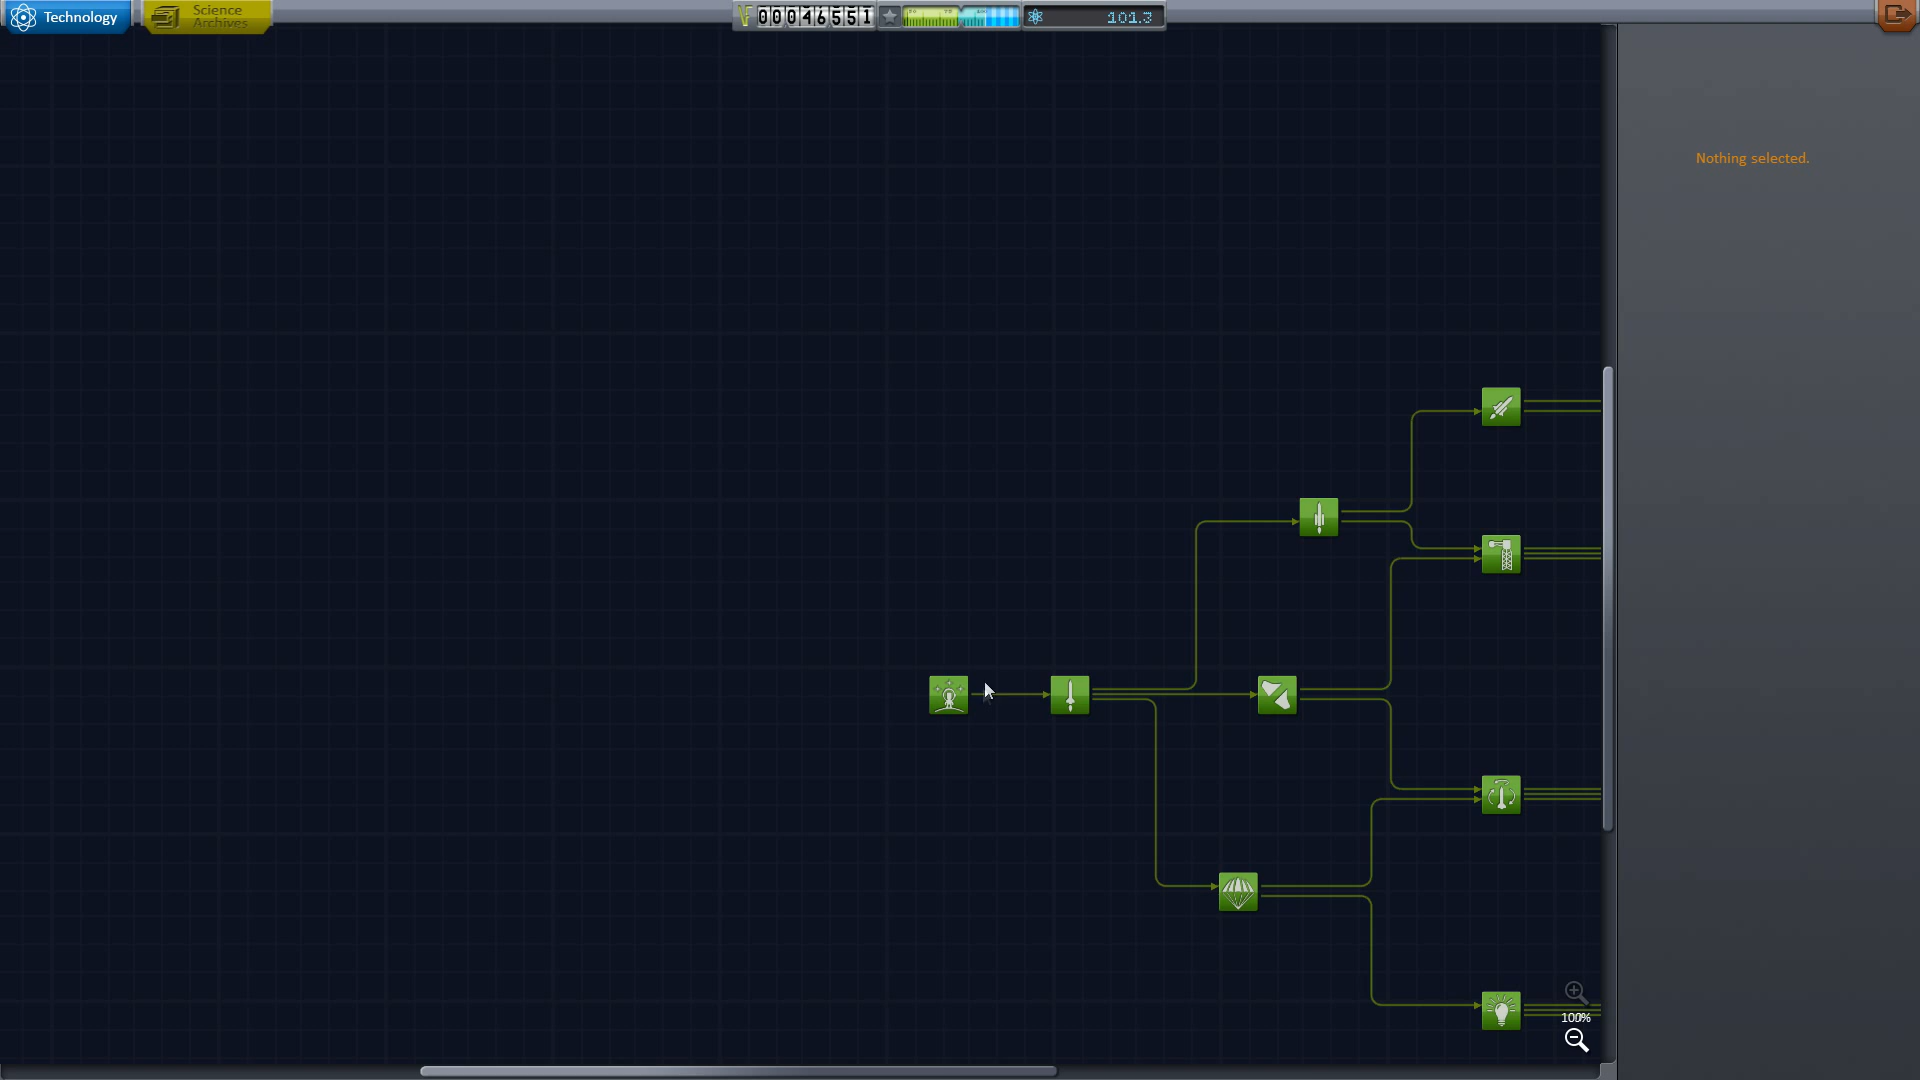 Technology
Science
Archives
00046551
101.3
Nothing selected.
100%